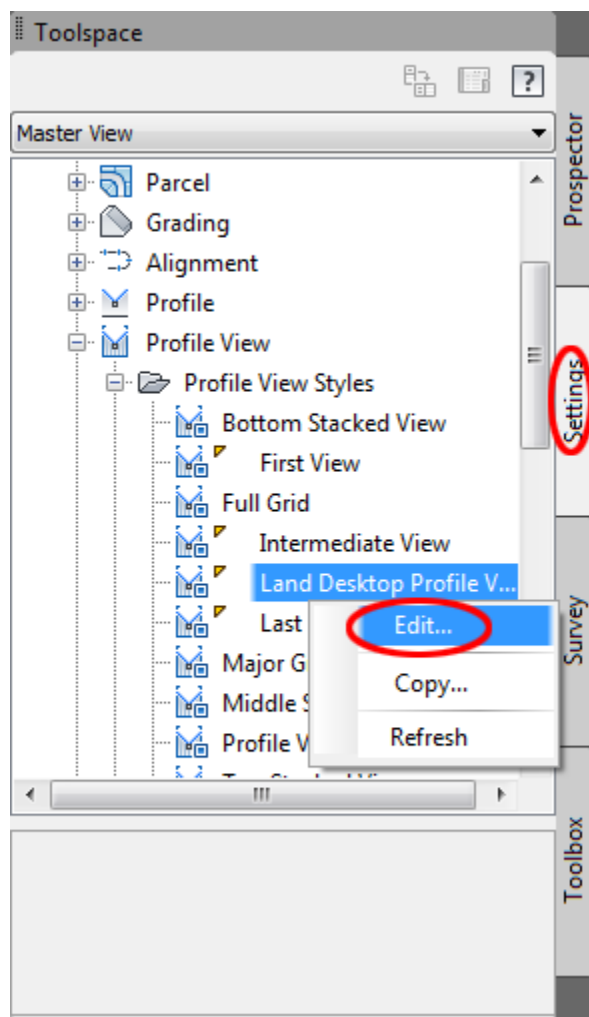 Toolspace
?
Master View
Parcel
Grading
Alignment
Profile
Profile View
Profile View Styles
Bottom Stacked View
First View
Full Grid
Intermediate View
Land Desktop Profile V...
Last
Edit...
Major G
Copy...
Middle S
Profile V
Refresh
Prospector
Settings
Survey
Toolbox